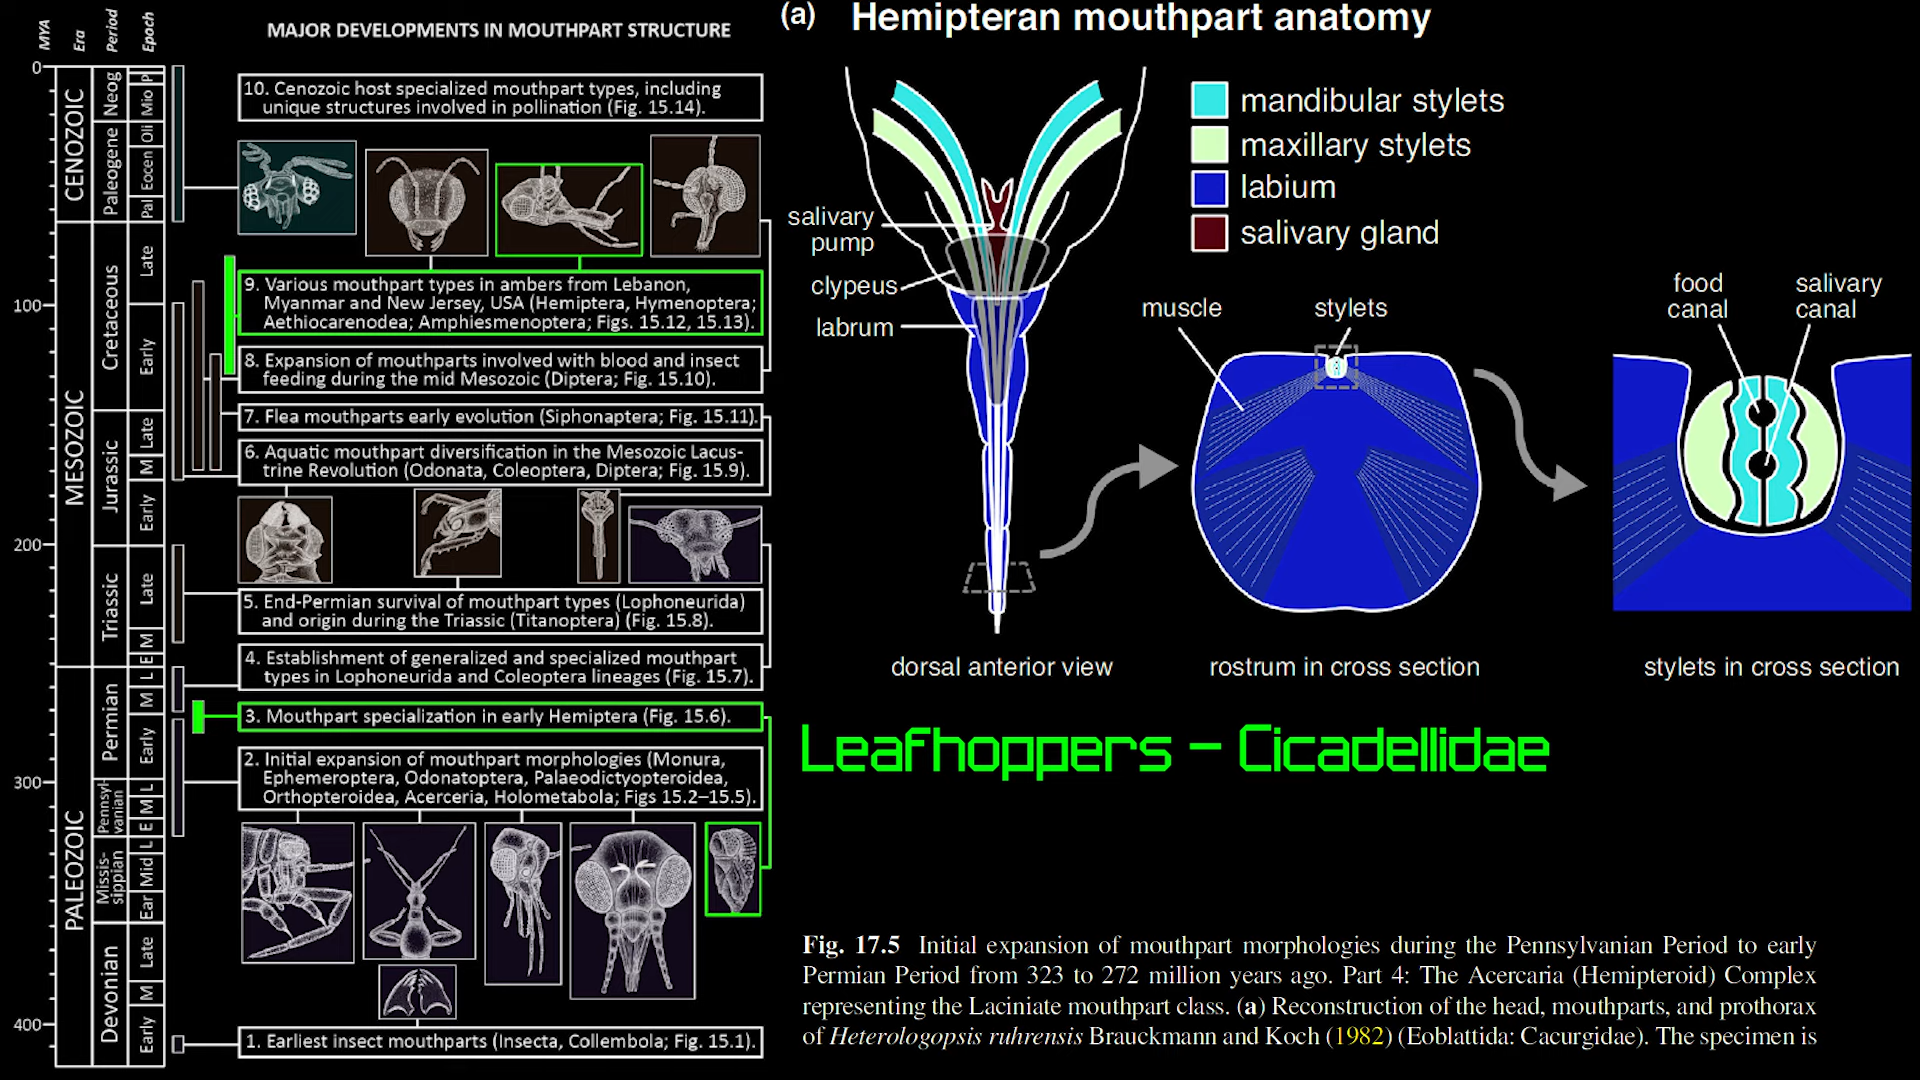 MYA
Era
Period
Epoch
MAJOR DEVELOPMENTS IN MOUTHPART STRUCTURE
0
100
200
300
400
CENOZOIC
MESOZOIC
PALEOZOIC
Neog
Paleogene
Cretaceous
Jurassic
Triassic
Permian
Pennsyl-
vanian
Missis-
sippian
Devonian
P
Mio
Oli
Eocen
Pal
Late
Early
Late
M
Early
Late
M
E
L
M
Early
L
M
E
L
Mid
Ear
Late
M
Early
10. Cenozoic host specialized mouthpart types, including
unique structures involved in pollination (Fig. 15.14).
9. Various mouthpart types in ambers from Lebanon,
Myanmar and New Jersey, USA (Hemiptera, Hymenoptera;
Aethiocarenodea; Amphiesmenoptera; Figs. 15.12, 15.13).
8. Expansion of mouthparts involved with blood and insect
feeding during the mid Mesozoic (Diptera; Fig. 15.10).
7. Flea mouthparts early evolution (Siphonaptera; Fig. 15.11).
6. Aquatic mouthpart diversification in the Mesozoic Lacus-
trine Revolution (Odonata, Coleoptera, Diptera; Fig. 15.9).
5. End-Permian survival of mouthpart types (Lophoneurida)
and origin during the Triassic (Titanoptera) (Fig. 15.8).
4. Establishment of generalized and specialized mouthpart
types in Lophoneurida and Coleoptera lineages (Fig. 15.7).
3. Mouthpart specialization in early Hemiptera (Fig. 15.6).
2. Initial expansion of mouthpart morphologies (Monura,
Ephemeroptera, Odonatoptera, Palaeodictyopteroidea,
Orthopteroidea, Acerceria, Holometabola; Figs 15.2–15.5).
1. Earliest insect mouthparts (Insecta, Collembola; Fig. 15.1).
(a) Hemipteran mouthpart anatomy
mandibular stylets
maxillary stylets
labium
salivary gland
salivary
pump
clypeus
labrum
muscle
stylets
food
canal
salivary
canal
dorsal anterior view
rostrum in cross section
stylets in cross section
Leafhoppers - Cicadellidae
Fig. 17.5 Initial expansion of mouthpart morphologies during the Pennsylvanian Period to early
Permian Period from 323 to 272 million years ago. Part 4: The Acercaria (Hemipteroid) Complex
representing the Laciniate mouthpart class. (a) Reconstruction of the head, mouthparts, and prothorax
of Heterologopsis ruhrensis Brauckmann and Koch (1982) (Eoblattida: Cacurgidae). The specimen is